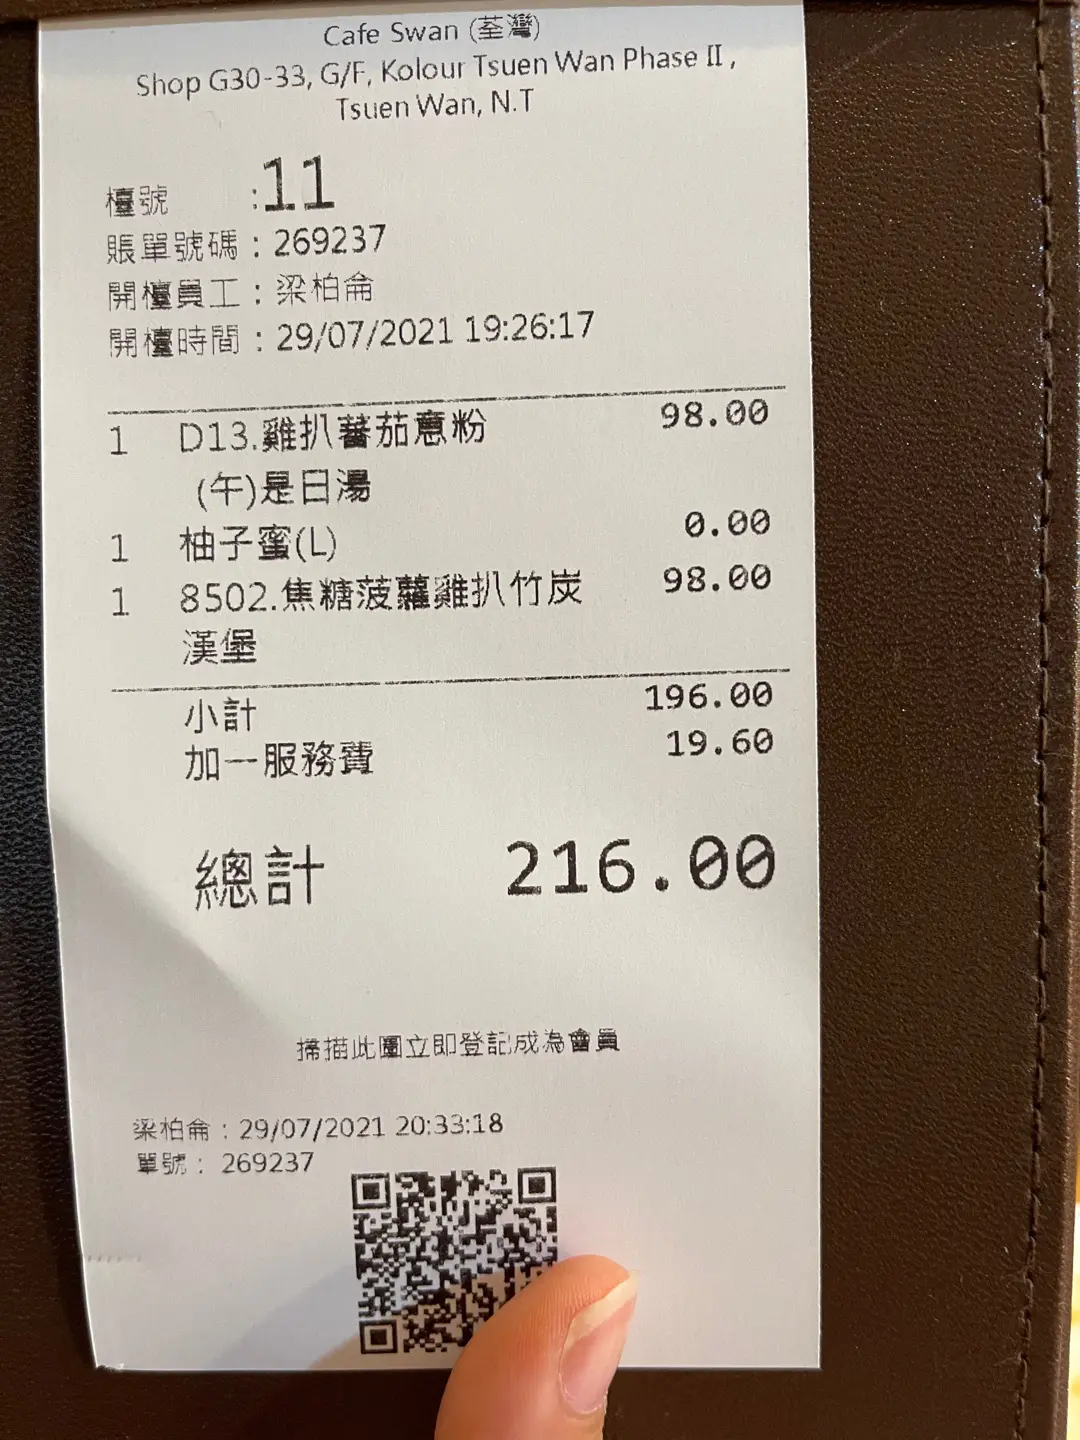 Cafe Swan (荃灣)
Shop G30-33, G/F, Kolour Tsuen Wan Phase II ,
Tsuen Wan, N.T
檯號 :11
賬單號碼 : 269237
開檯員工 : 梁柏侖
開檯時間 : 29/07/2021 19:26:17
1 D13.雞扒蕃茄意粉 98.00
(午)是日湯
1 柚子蜜(L) 0.00
1 8502.焦糖菠蘿雞扒竹炭 98.00
漢堡
小計 196.00
加一服務費 19.60
總計 216.00
掃描此圖立即登記成為會員
梁柏侖 : 29/07/2021 20:33:18
單號 : 269237